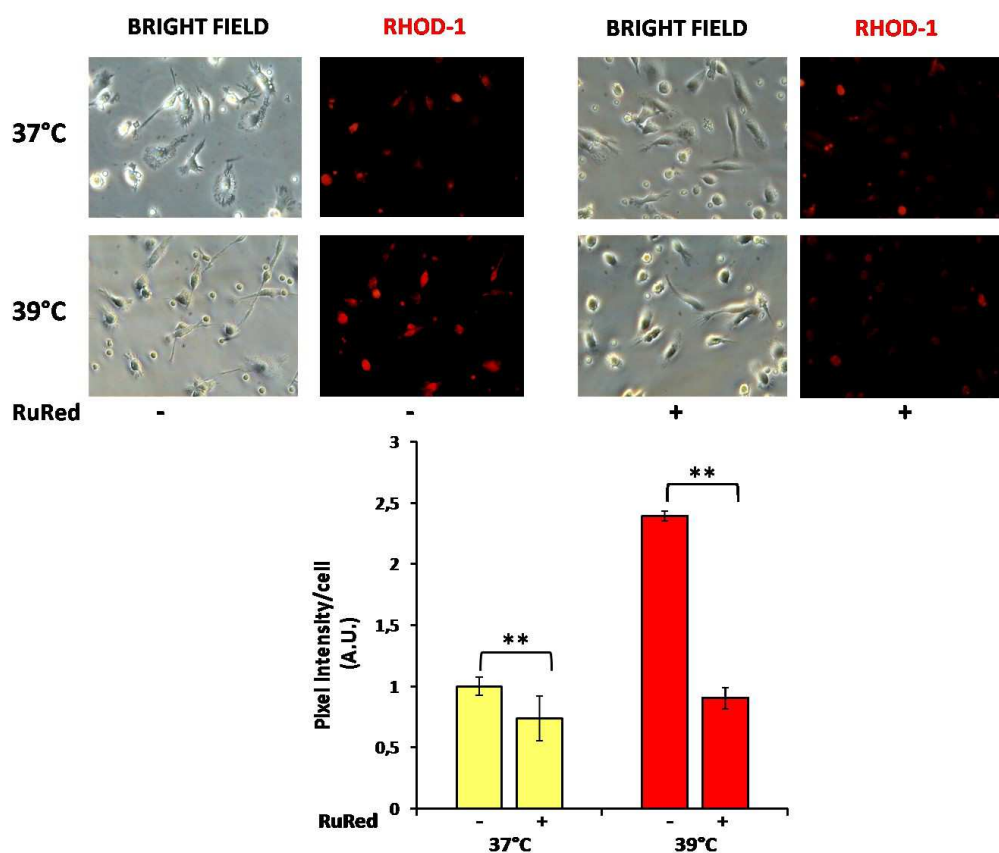 BRIGHT FIELD RHOD-1 BRIGHT FIELD RHOD-1
37°C
39°C
RuRed - - + +
3
2,5
2
1,5
1
0,5
0
Pixel Intensity/cell
(A.U.)
**
**
RuRed - + - +
37°C 39°C